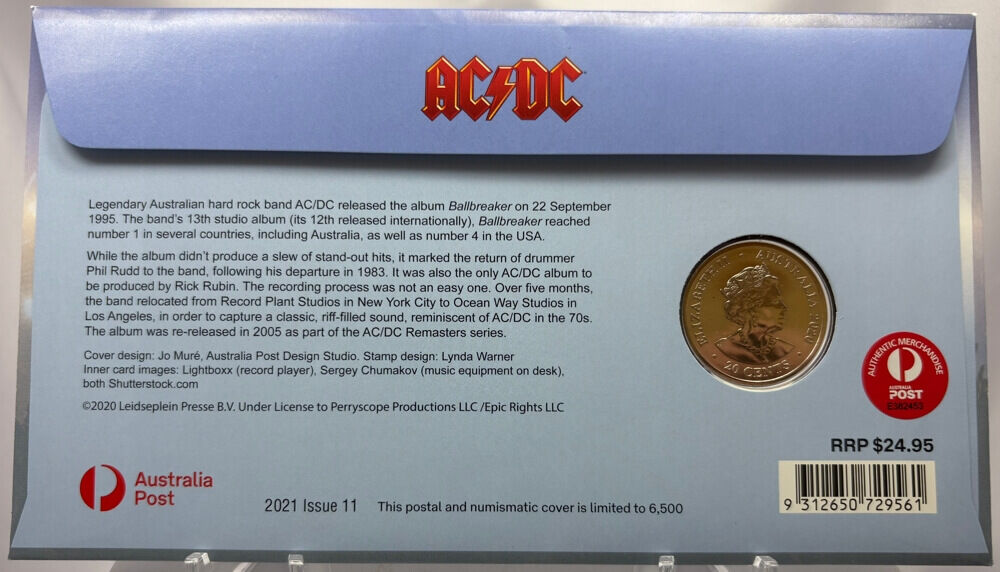 AC/DC
Legendary Australian hard rock band AC/DC released the album Ballbreaker on 22 September
1995. The band's 13th studio album (its 12th released internationally), Ballbreaker reached
number 1 in several countries, including Australia, as well as number 4 in the USA.
While the album didn't produce a slew of stand-out hits, it marked the return of drummer
Phil Rudd to the band, following his departure in 1983. It was also the only AC/DC album to
be produced by Rick Rubin. The recording process was not an easy one. Over five months,
the band relocated from Record Plant Studios in New York City to Ocean Way Studios in
Los Angeles, in order to capture a classic, riff-filled sound, reminiscent of AC/DC in the 70s.
The album was re-released in 2005 as part of the AC/DC Remasters series.
Cover design: Jo Muré, Australia Post Design Studio. Stamp design: Lynda Warner
Inner card images: Lightboxx (record player), Sergey Chumakov (music equipment on desk),
both Shutterstock.com
©2020 Leidseplein Presse B.V. Under License to Perryscope Productions LLC /Epic Rights LLC
ELIZABETH II · AUSTRALIA 2020
· 20 CENTS ·
AUTHENTIC MERCHANDISE
AUSTRALIA
POST
E382453
RRP $24.95
9 312650 729561
Australia
Post
2021 Issue 11
This postal and numismatic cover is limited to 6,500